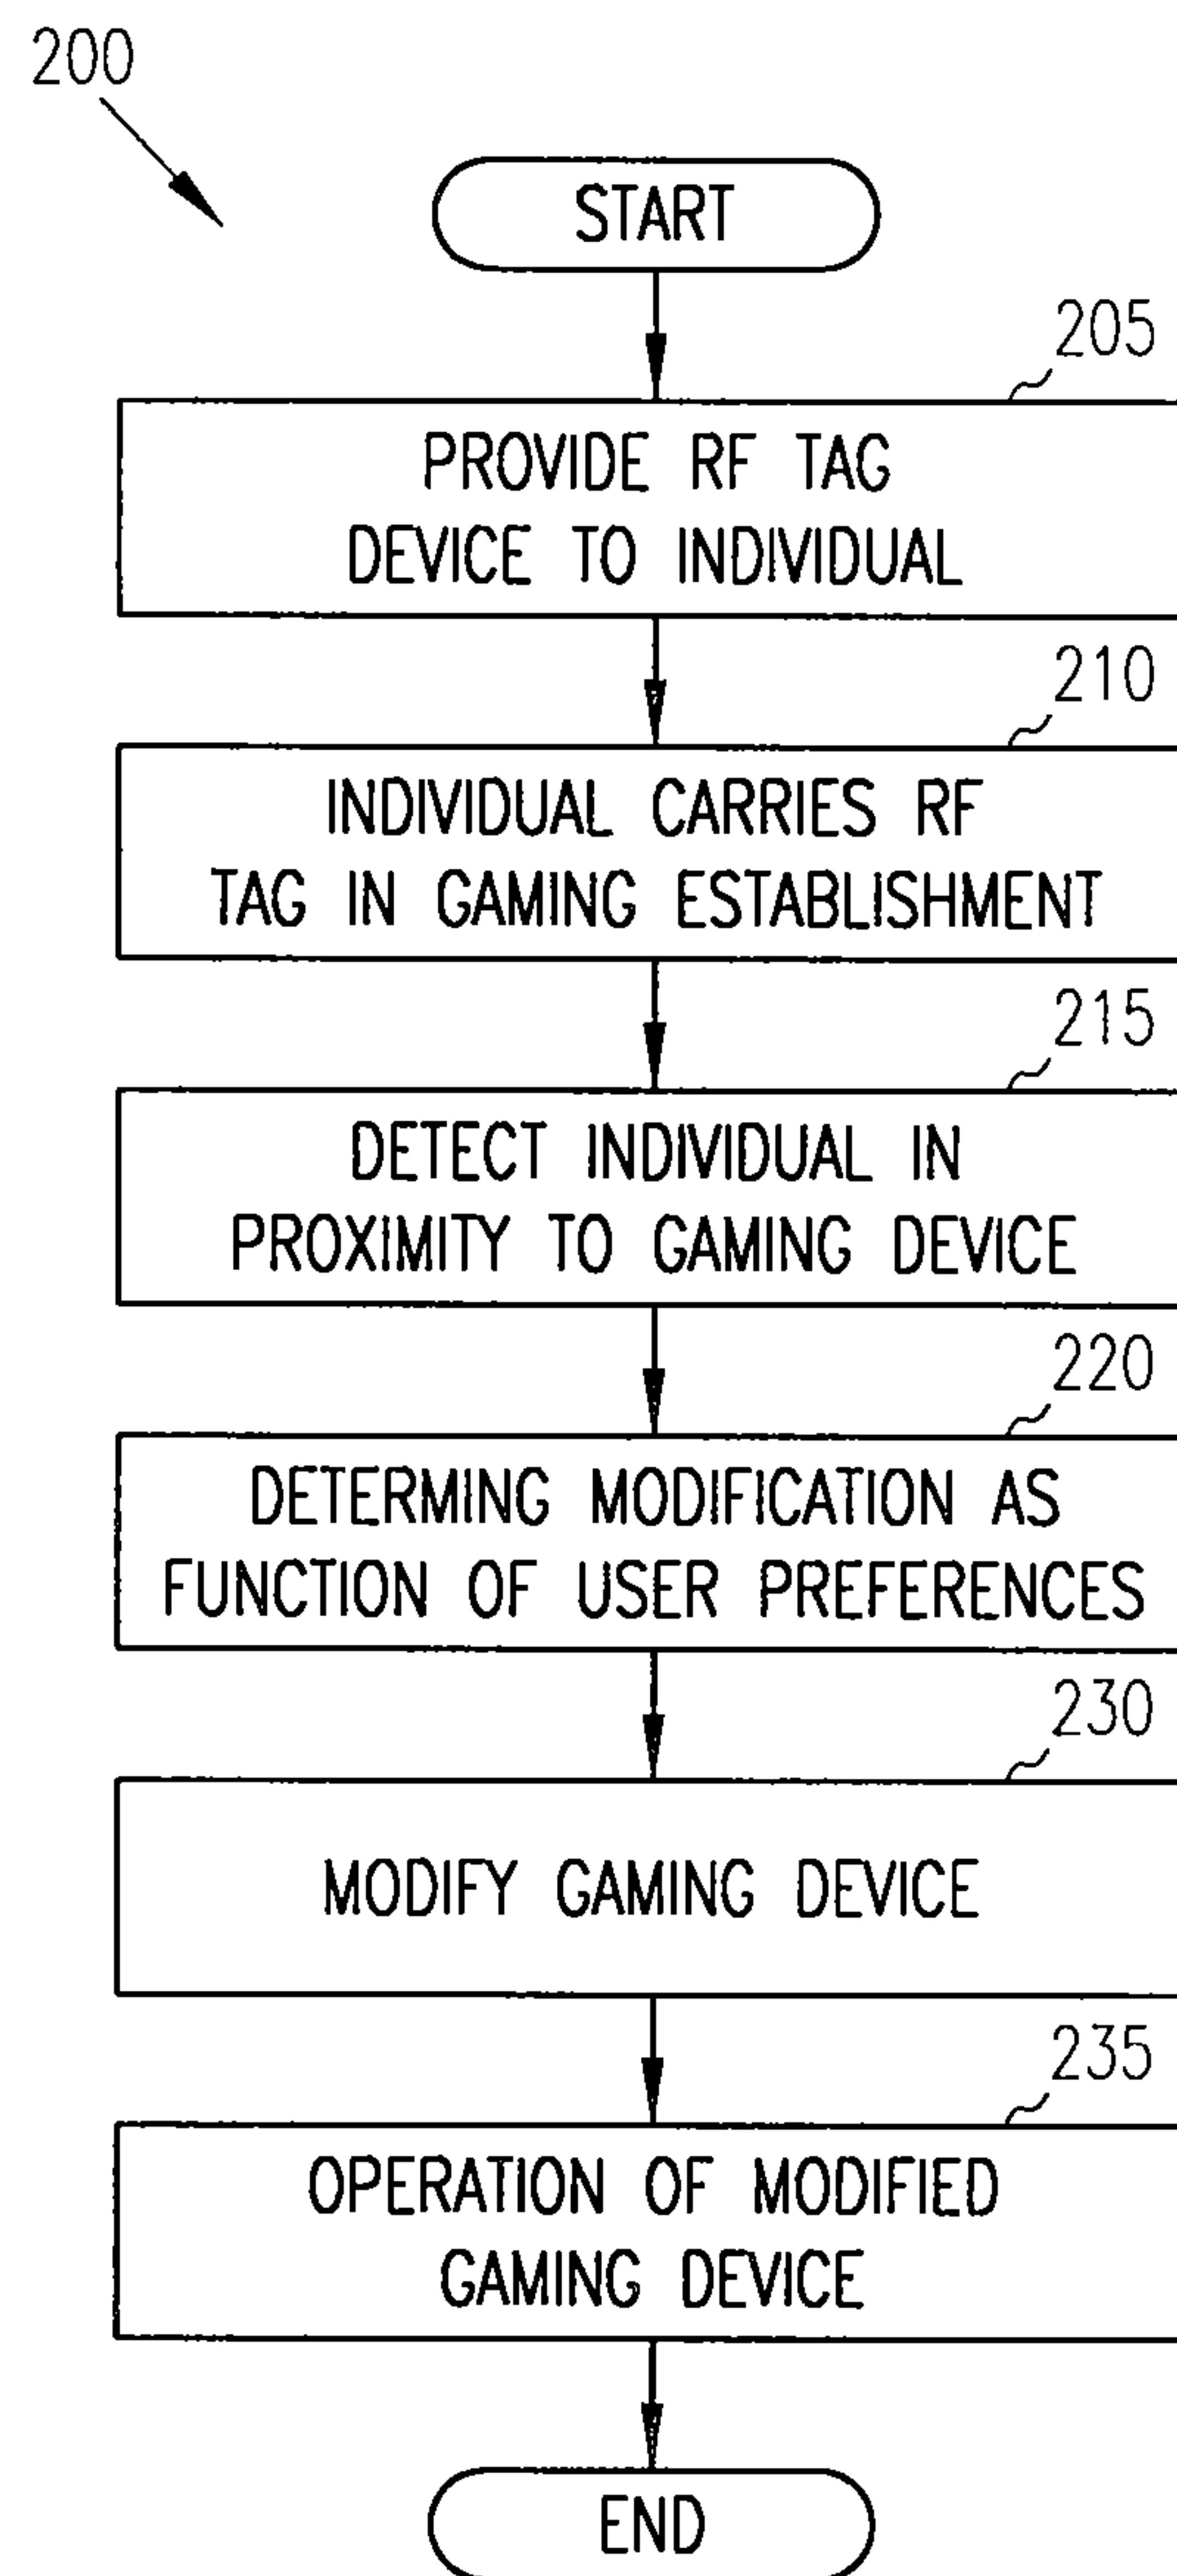 200
START
205
PROVIDE RF TAG
DEVICE TO INDIVIDUAL
210
INDIVIDUAL CARRIES RF
TAG IN GAMING ESTABLISHMENT
215
DETECT INDIVIDUAL IN
PROXIMITY TO GAMING DEVICE
220
DETERMING MODIFICATION AS
FUNCTION OF USER PREFERENCES
230
MODIFY GAMING DEVICE
235
OPERATION OF MODIFIED
GAMING DEVICE
END